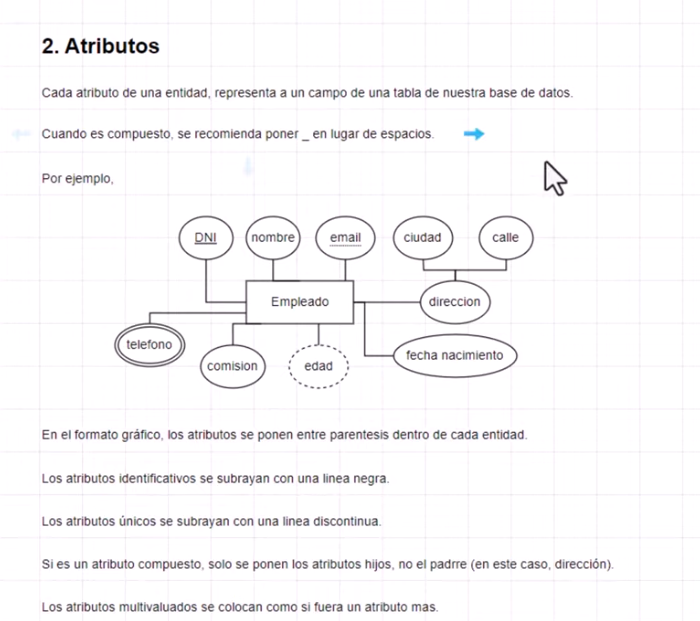 2. Atributos
Cada atributo de una entidad, representa a un campo de una tabla de nuestra base de datos.
Cuando es compuesto, se recomienda poner _ en lugar de espacios.
Por ejemplo,
DNI
nombre
email
ciudad
calle
Empleado
direccion
telefono
comision
edad
fecha nacimiento
En el formato gráfico, los atributos se ponen entre parentesis dentro de cada entidad.
Los atributos identificativos se subrayan con una linea negra.
Los atributos únicos se subrayan con una linea discontinua.
Si es un atributo compuesto, solo se ponen los atributos hijos, no el padrre (en este caso, dirección).
Los atributos multivaluados se colocan como si fuera un atributo mas.